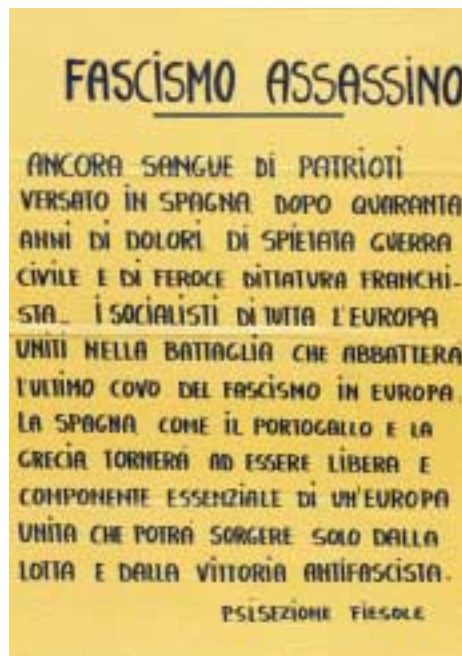 FASCISMO ASSASSINO
ANCORA SANGUE DI PATRIOTI
VERSATO IN SPAGNA DOPO QUARANTA
ANNI DI DOLORI DI SPIETATA GUERRA
CIVILE E DI FEROCE DITTATURA FRANCHI-
STA_ I SOCIALISTI DI TUTTA L'EUROPA
UNITI NELLA BATTAGLIA CHE ABBATTERÀ
L'ULTIMO COVO DEL FASCISMO IN EUROPA.
LA SPAGNA COME IL PORTOGALLO E LA
GRECIA TORNERÀ AD ESSERE LIBERA E
COMPONENTE ESSENZIALE DI UN'EUROPA
UNITA CHE POTRÀ SORGERE SOLO DALLA
LOTTA E DALLA VITTORIA ANTIFASCISTA.
PSI SEZIONE FIESOLE